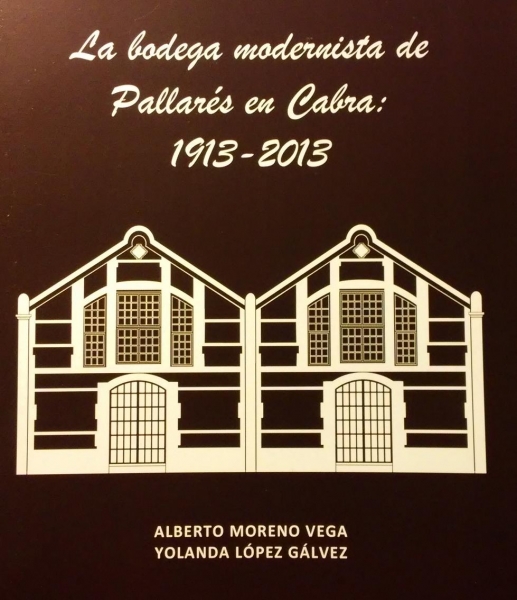 La bodega modernista de
Pallarés en Cabra:
1913-2013
ALBERTO MORENO VEGA
YOLANDA LÓPEZ GÁLVEZ